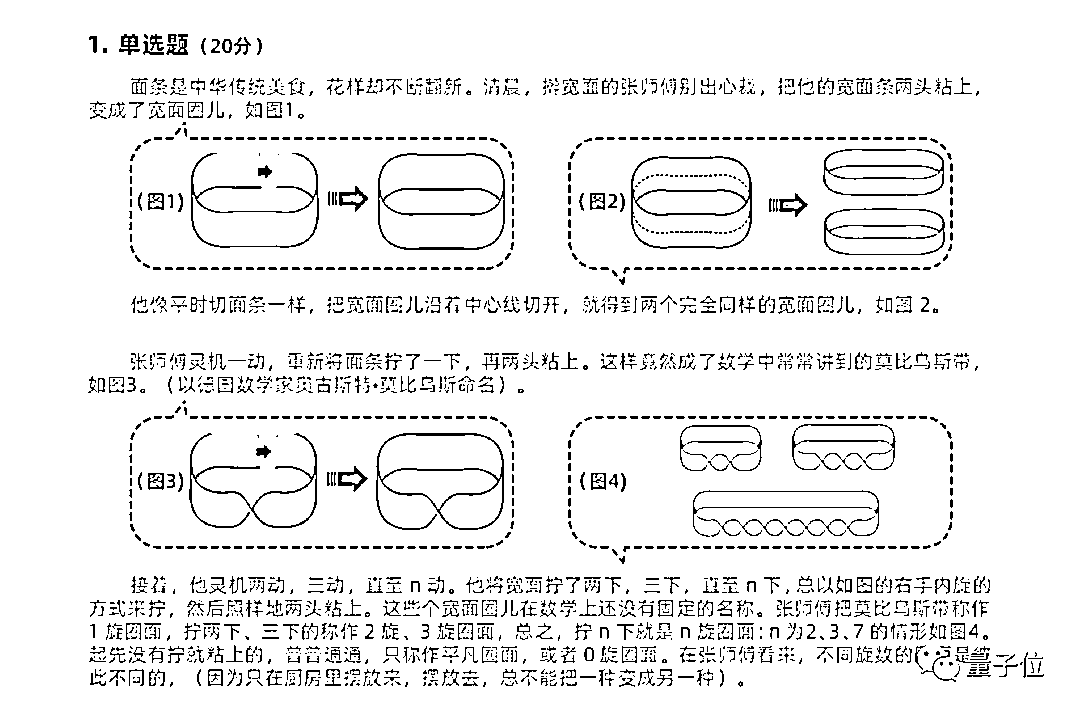 1. 单选题（20分）
面条是中华传统美食，花样却不断翻新。清晨，擀宽面的张师傅别出心裁，把他的宽面条两头粘上，
变成了宽面圈儿，如图1。
(图1)
(图2)
他像平时切面条一样，把宽面圈儿沿着中心线切开，就得到两个完全同样的宽面圈儿，如图 2。
张师傅灵机一动，重新将面条拧了一下，再两头粘上。这样竟然成了数学中常常讲到的莫比乌斯带，
如图3。（以德国数学家奥古斯特·莫比乌斯命名）。
(图3)
(图4)
接着，他灵机两动，三动，直至 n 动。他将宽面拧了两下，三下，直至 n 下，总以如图的右手内旋的
方式来拧，然后照样地两头粘上。这些个宽面圈儿在数学上还没有固定的名称。张师傅把莫比乌斯带称作
1 旋圈面，拧两下、三下的称作 2 旋、3 旋圈面，总之，拧 n 下就是 n 旋圈面：n 为2、3、7 的情形如图4。
起先没有拧就粘上的，普普通通，只称作平凡圈面，或者 0 旋圈面。在张师傅看来，不同旋数的是彼
此不同的，（因为只在厨房里摆放来，摆放去，总不能把一种变成另一种）。
量子位